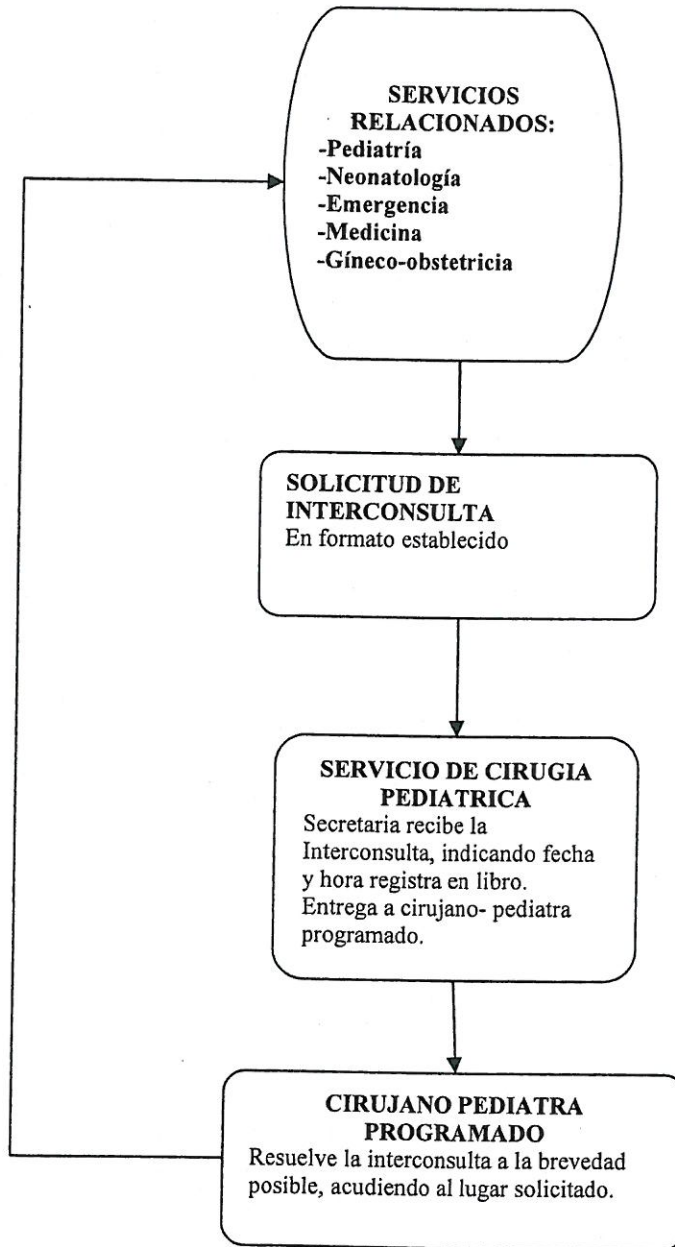 SERVICIOS
RELACIONADOS:
-Pediatría
-Neonatología
-Emergencia
-Medicina
-Gíneco-obstetricia
SOLICITUD DE
INTERCONSULTA
En formato establecido
SERVICIO DE CIRUGIA
PEDIATRICA
Secretaria recibe la
Interconsulta, indicando fecha
y hora registra en libro.
Entrega a cirujano- pediatra
programado.
CIRUJANO PEDIATRA
PROGRAMADO
Resuelve la interconsulta a la brevedad
posible, acudiendo al lugar solicitado.